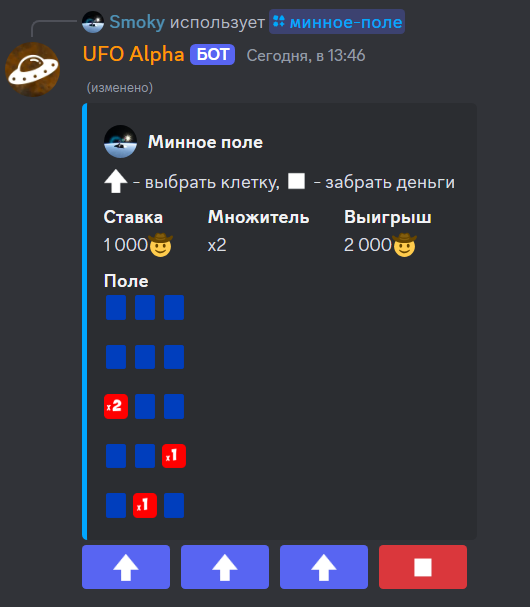 Smoky использует минное-поле
UFO Alpha БОТ Сегодня, в 13:46
(изменено)
Минное поле
- выбрать клетку, - забрать деньги
Ставка Множитель Выигрыш
1 000 x2 2 000
Поле
x2
x1
x1